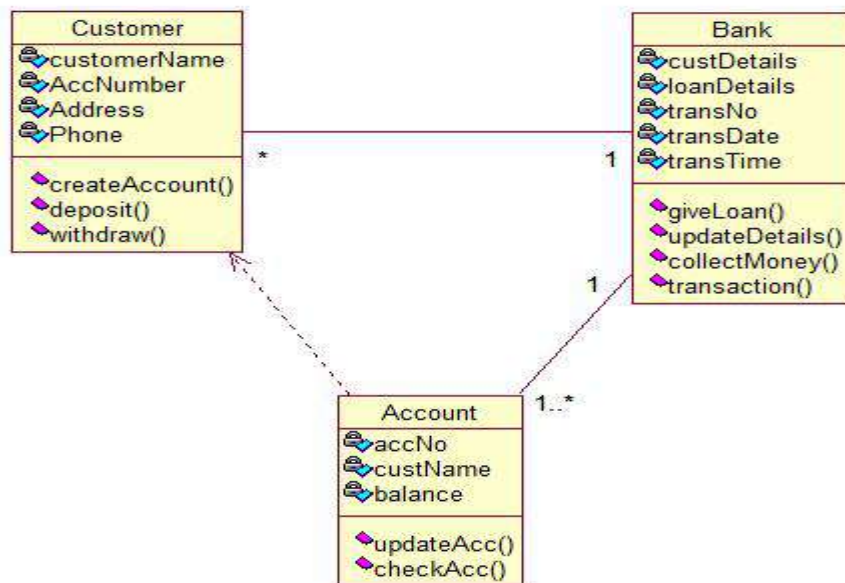 Customer
customerName
AccNumber
Address
Phone
createAccount()
deposit()
withdraw()
Bank
custDetails
loanDetails
transNo
transDate
transTime
giveLoan()
updateDetails()
collectMoney()
transaction()
*
1
1
1..*
Account
accNo
custName
balance
updateAcc()
checkAcc()